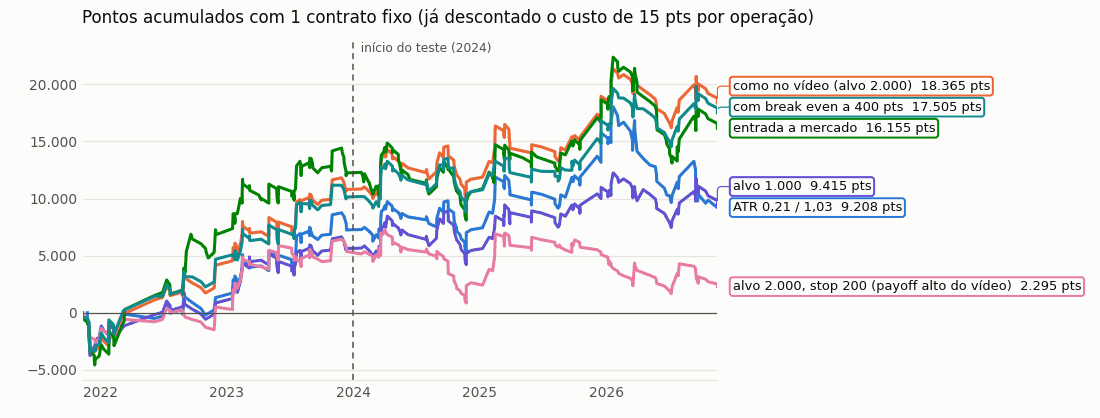 Pontos acumulados com 1 contrato fixo (já descontado o custo de 15 pts por operação)
início do teste (2024)
20.000
15.000
10.000
5.000
0
−5.000
2022
2023
2024
2025
2026
como no vídeo (alvo 2.000)  18.365 pts
com break even a 400 pts  17.505 pts
entrada a mercado  16.155 pts
alvo 1.000  9.415 pts
ATR 0,21 / 1,03  9.208 pts
alvo 2.000, stop 200 (payoff alto do vídeo)  2.295 pts